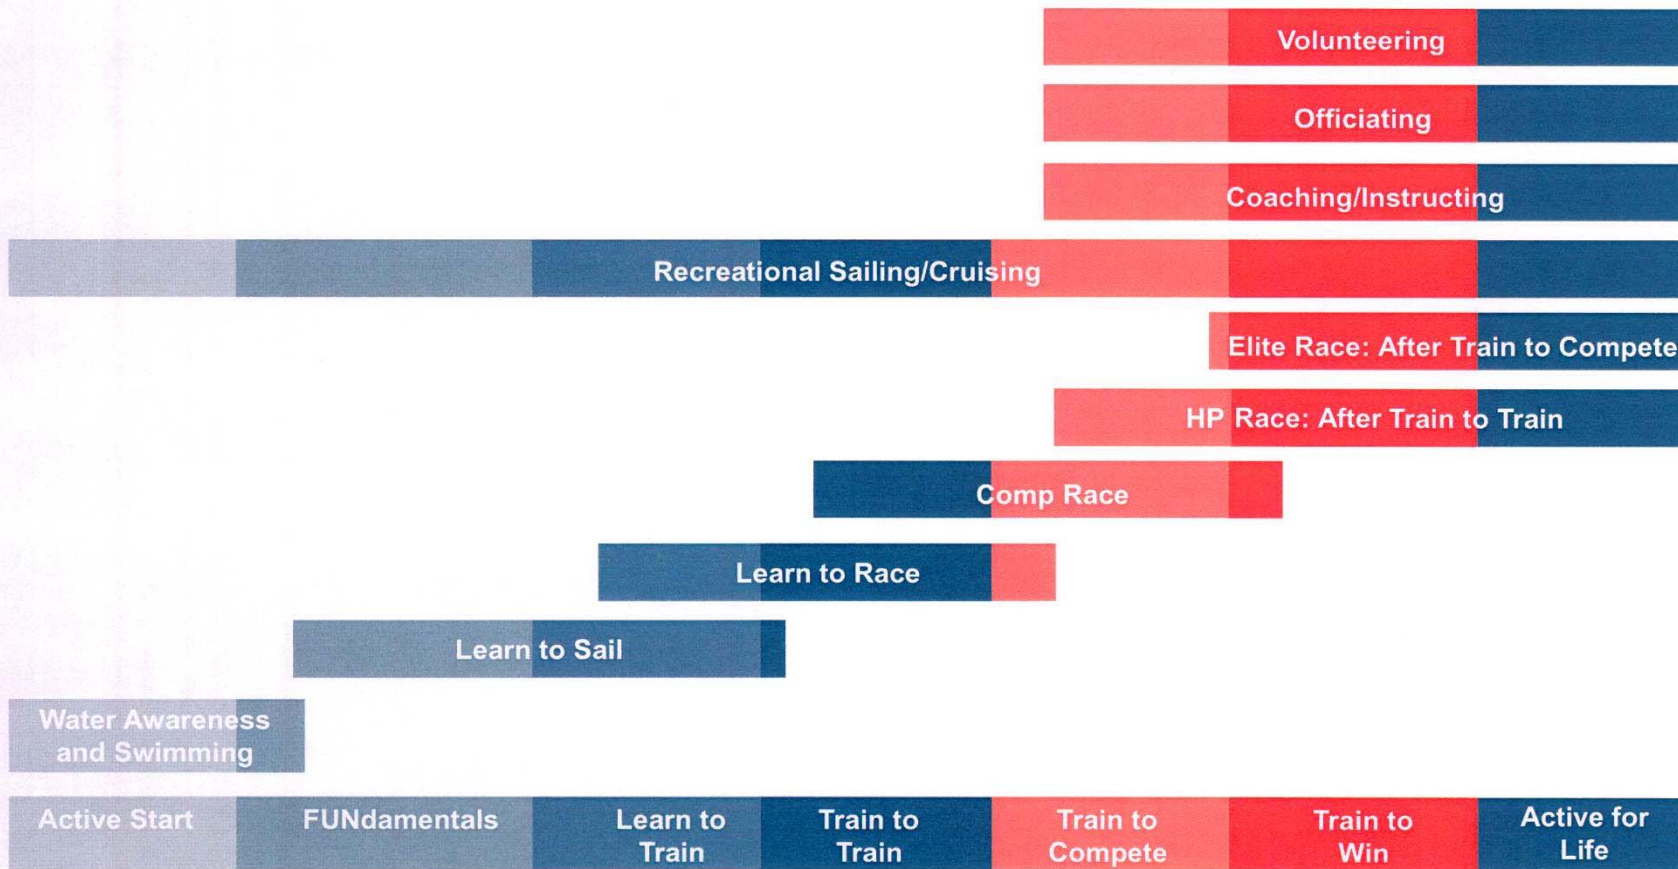 Volunteering
Officiating
Coaching/Instructing
Recreational Sailing/Cruising
Elite Race: After Train to Compete
HP Race: After Train to Train
Comp Race
Learn to Race
Learn to Sail
Water Awareness
and Swimming
Active Start
FUNdamentals
Learn to
Train
Train to
Train
Train to
Compete
Train to
Win
Active for
Life